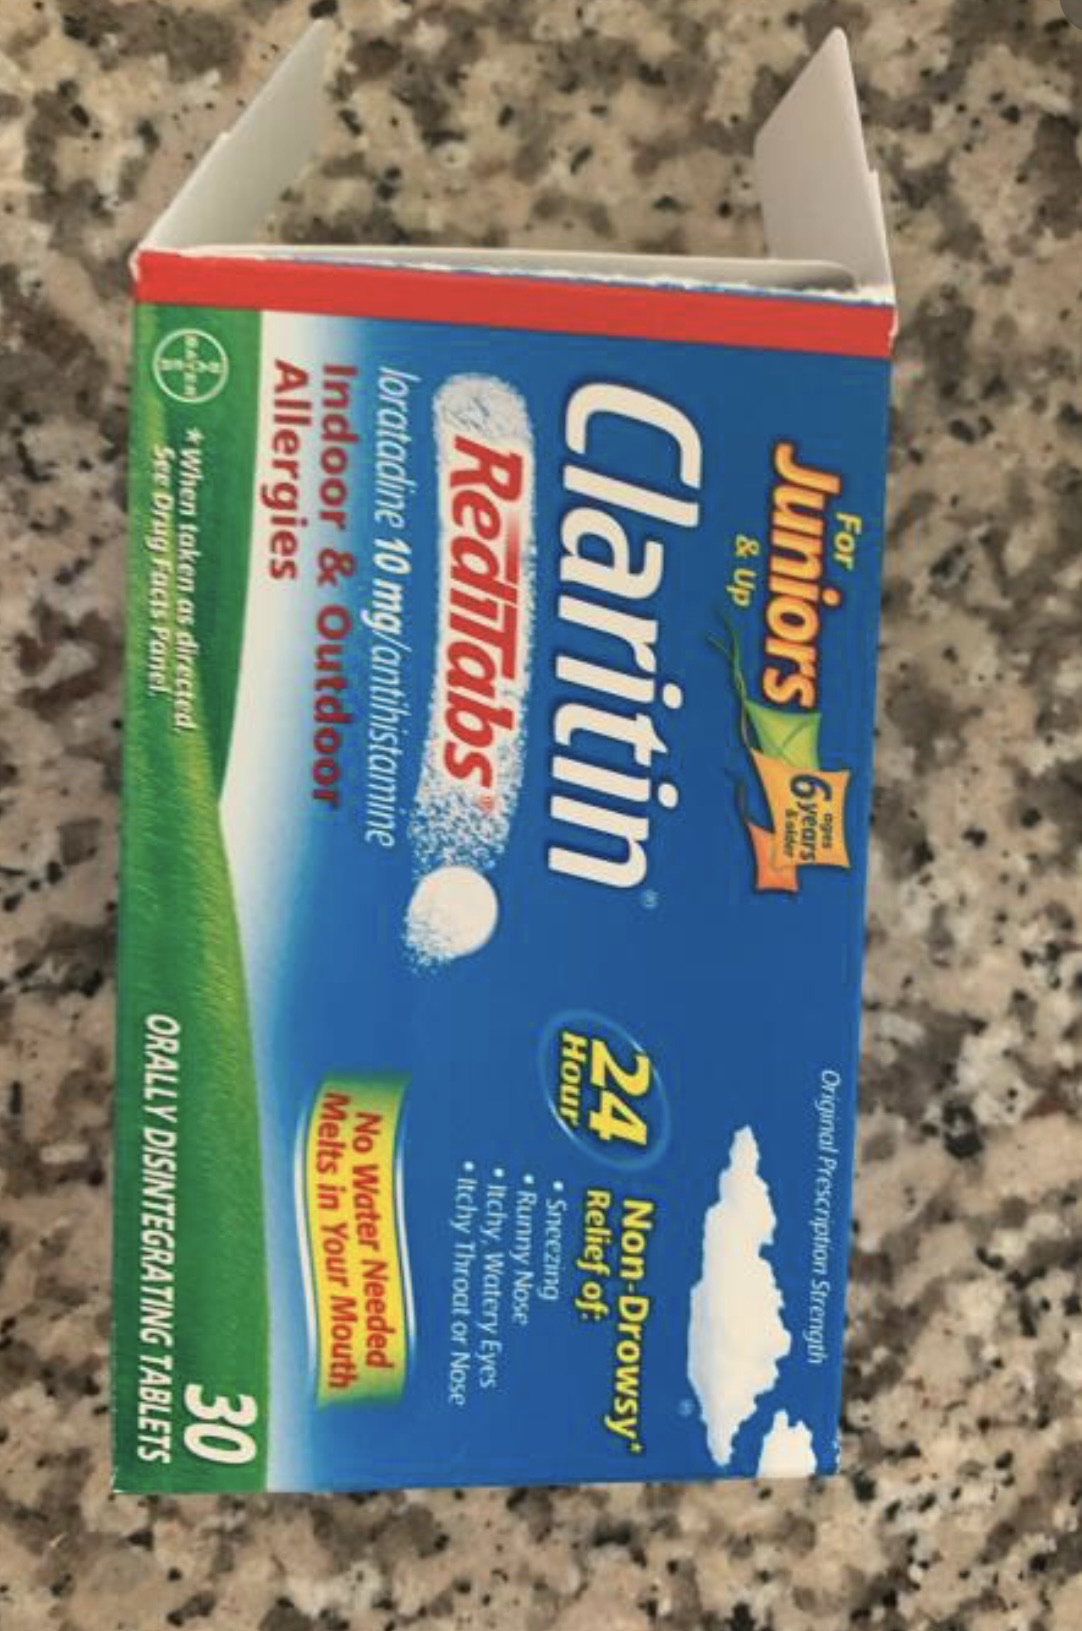 For
Juniors
& Up
ages
6 years
& older
Original Prescription Strength
Claritin®
RediTabs®
loratadine 10 mg/antihistamine
Indoor & Outdoor
Allergies
24
Hour
Non-Drowsy*
Relief of:
• Sneezing
• Runny Nose
• Itchy, Watery Eyes
• Itchy Throat or Nose
No Water Needed
Melts in Your Mouth
BAYER
*When taken as directed.
See Drug Facts Panel.
30
ORALLY DISINTEGRATING TABLETS